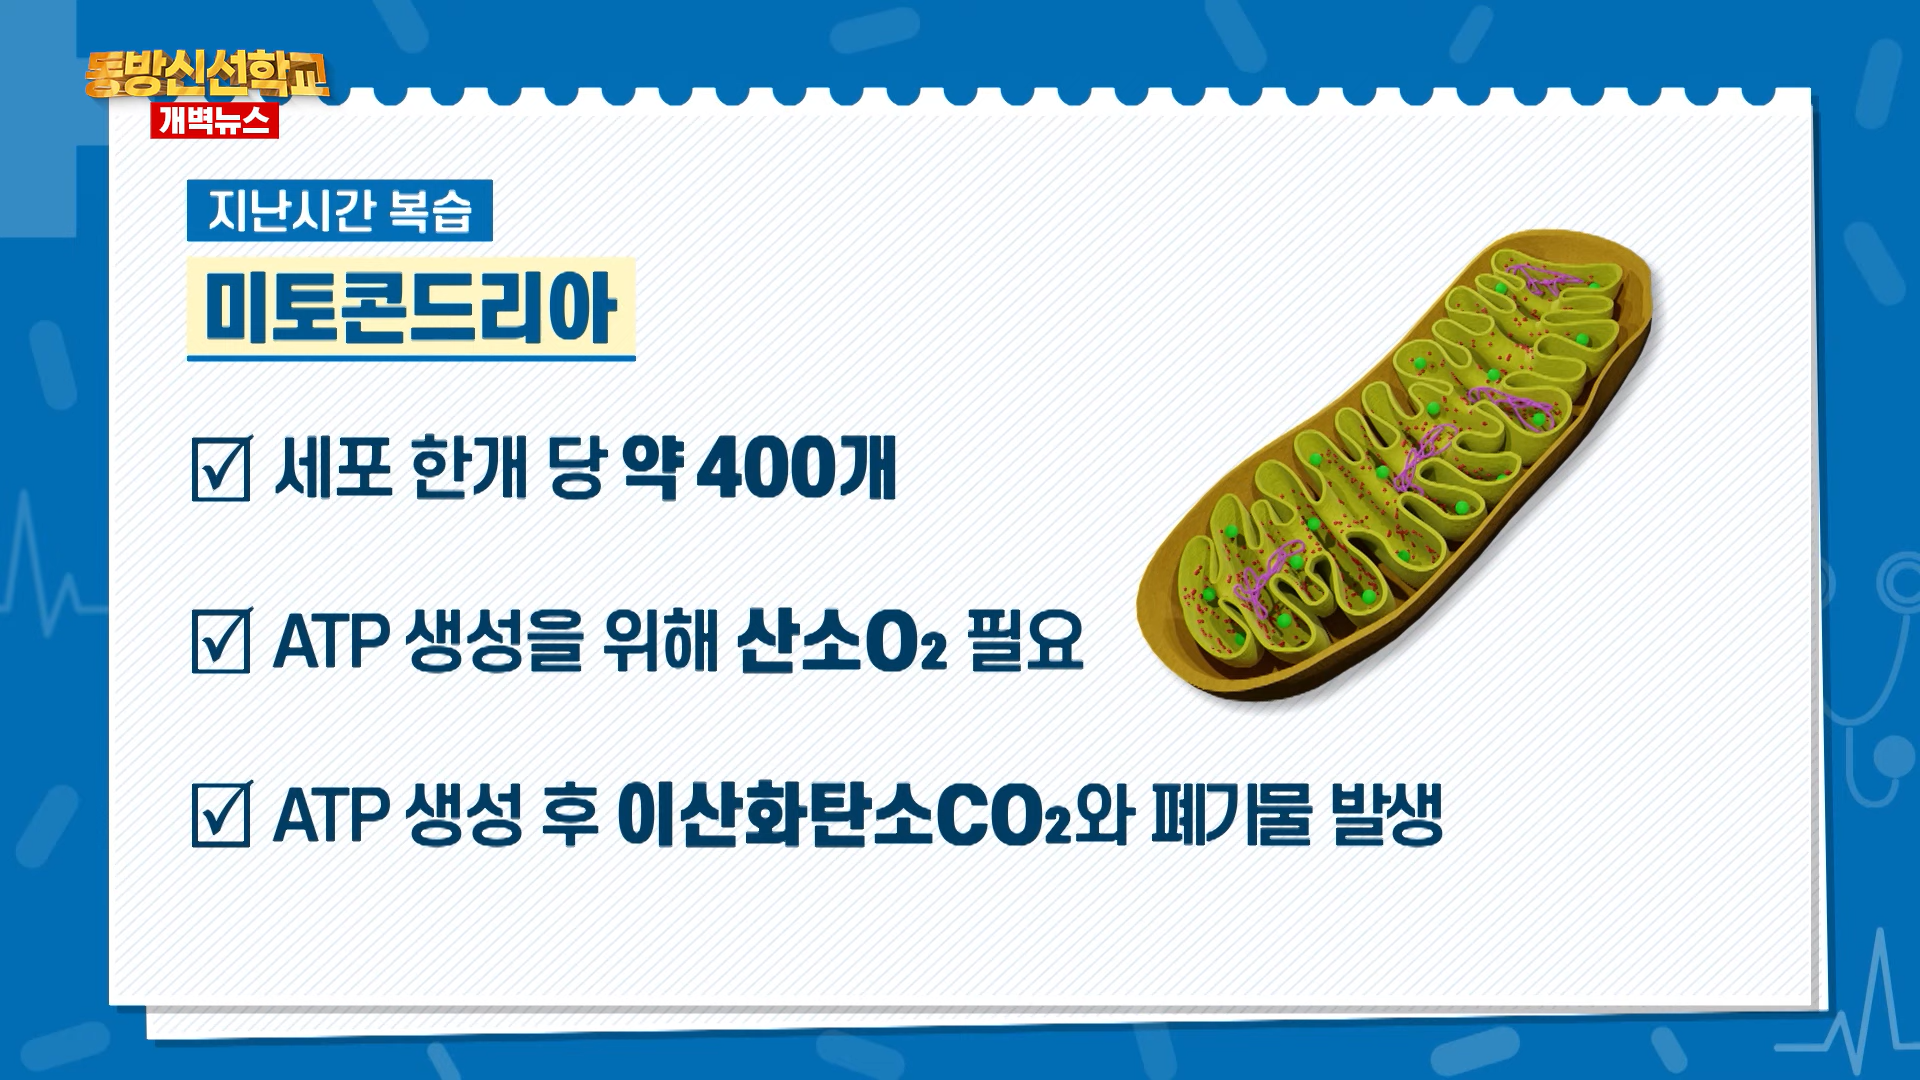 동방신선학교
개벽뉴스
지난시간 복습
미토콘드리아
세포 한개 당 약 400개
ATP 생성을 위해 산소O₂ 필요
ATP 생성 후 이산화탄소CO₂와 폐기물 발생